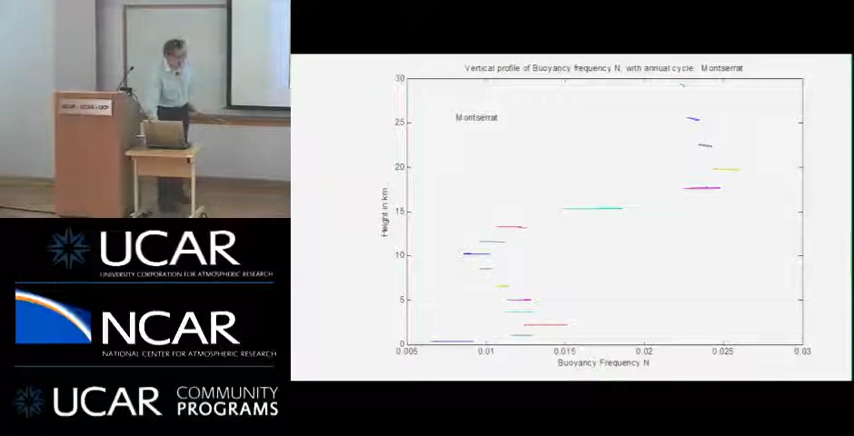 UCAR
UNIVERSITY CORPORATION FOR ATMOSPHERIC RESEARCH
NCAR
NATIONAL CENTER FOR ATMOSPHERIC RESEARCH
UCAR COMMUNITY PROGRAMS
Vertical profile of Buoyancy frequency N, with annual cycle. Montserrat
Montserrat
30
25
20
15
10
5
0
Height in km
0.005 0.01 0.015 0.02 0.025 0.03
Buoyancy Frequency N